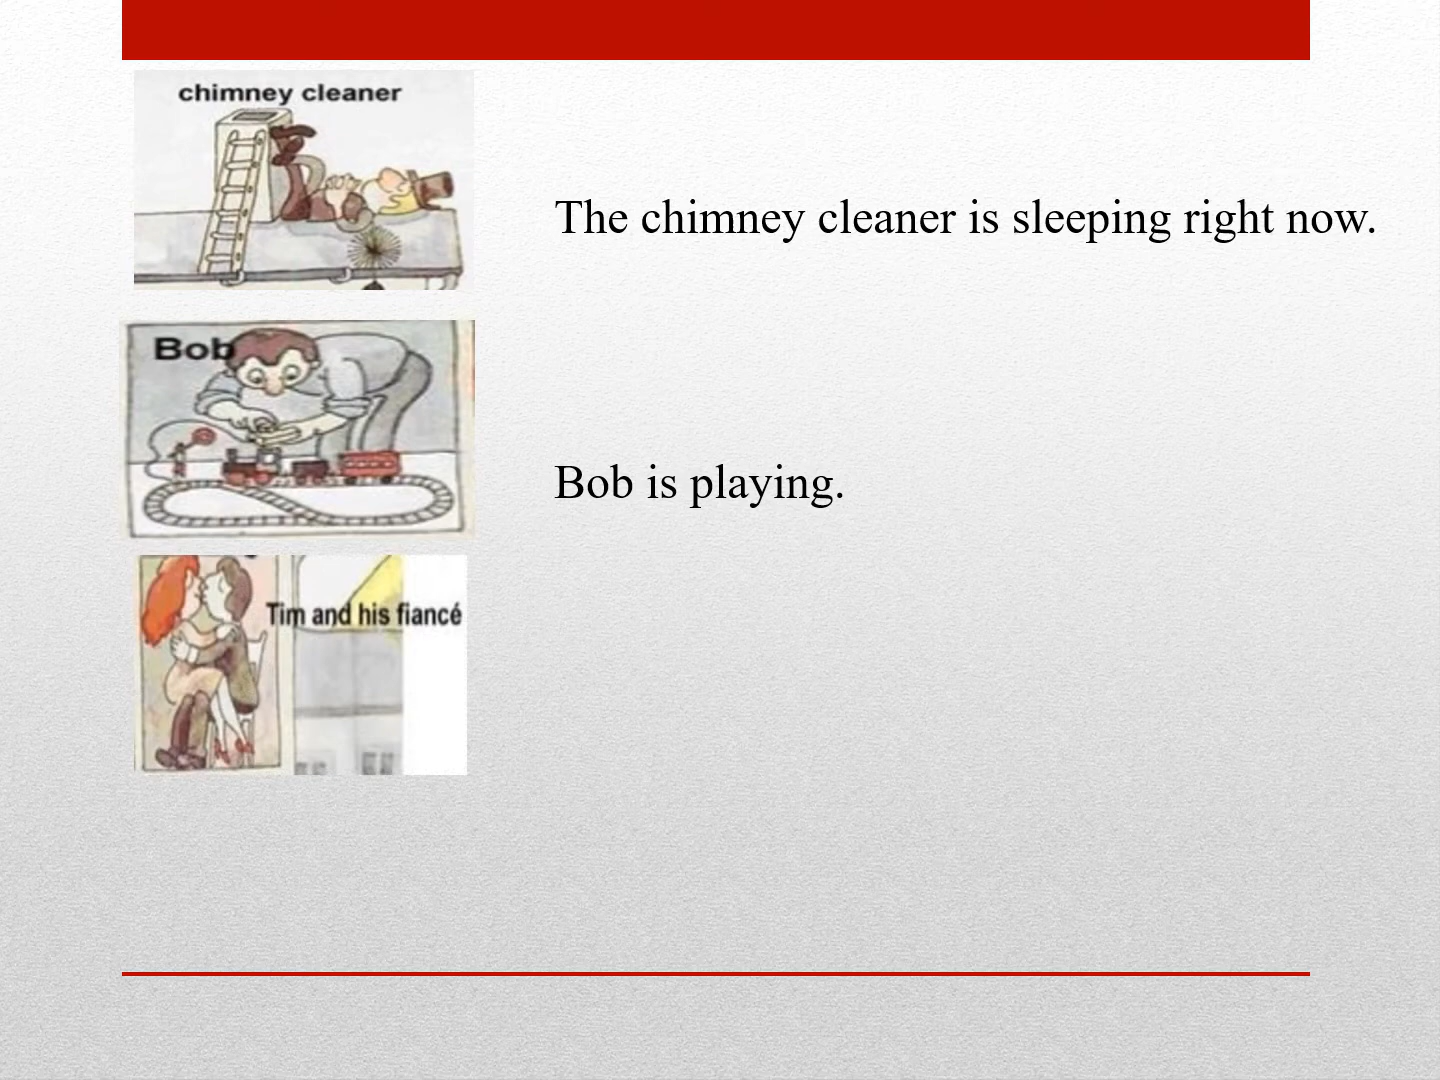 chimney cleaner
The chimney cleaner is sleeping right now.
Bob
Bob is playing.
Tim and his fiancé